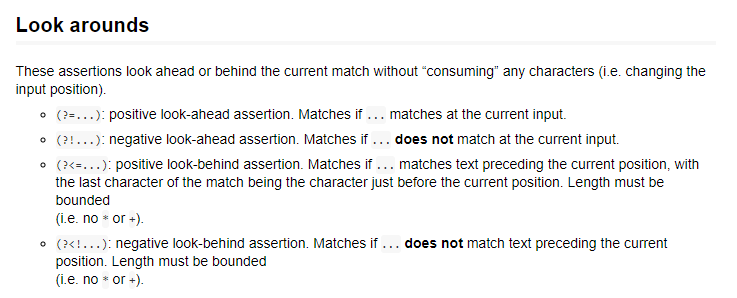 Look arounds
These assertions look ahead or behind the current match without “consuming” any characters (i.e. changing the
input position).
(?=...): positive look-ahead assertion. Matches if ... matches at the current input.
(?!...): negative look-ahead assertion. Matches if ... does not match at the current input.
(?<=...): positive look-behind assertion. Matches if ... matches text preceding the current position, with
the last character of the match being the character just before the current position. Length must be
bounded
(i.e. no * or +).
(?<!...): negative look-behind assertion. Matches if ... does not match text preceding the current
position. Length must be bounded
(i.e. no * or +).